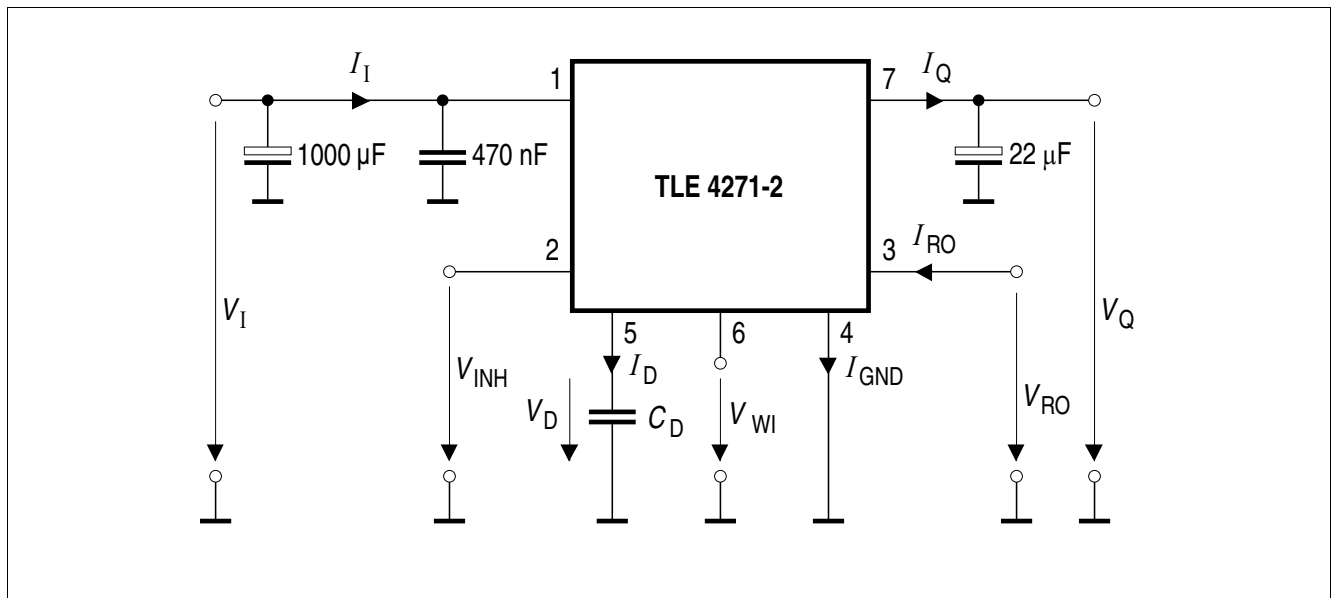 I_I
I_Q
1
7
1000 µF
470 nF
22 µF
TLE 4271-2
2
3
I_RO
V_I
V_Q
5
6
4
I_D
I_GND
V_INH
V_D
C_D
V_WI
V_RO